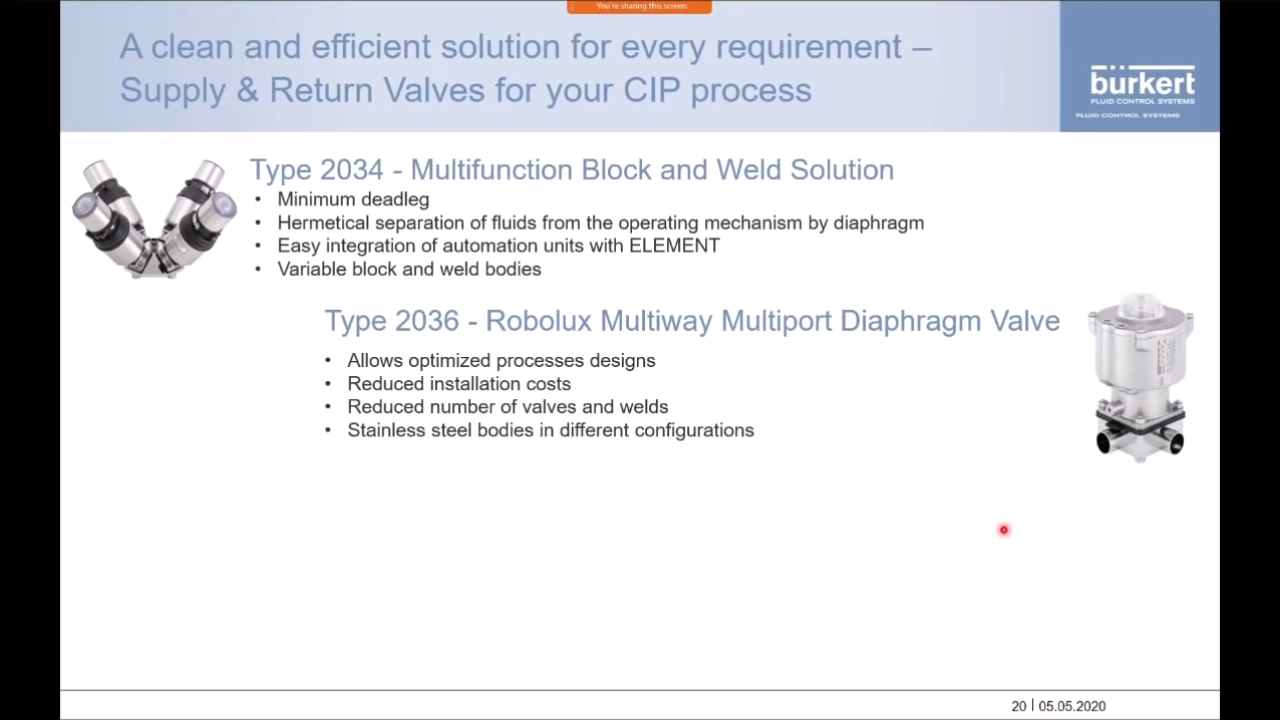 You're sharing this screen.
A clean and efficient solution for every requirement –
Supply & Return Valves for your CIP process
bürkert
FLUID CONTROL SYSTEMS
FLUID CONTROL SYSTEMS
Type 2034 - Multifunction Block and Weld Solution
• Minimum deadleg
• Hermetical separation of fluids from the operating mechanism by diaphragm
• Easy integration of automation units with ELEMENT
• Variable block and weld bodies
Type 2036 - Robolux Multiway Multiport Diaphragm Valve
• Allows optimized processes designs
• Reduced installation costs
• Reduced number of valves and welds
• Stainless steel bodies in different configurations
20 | 05.05.2020